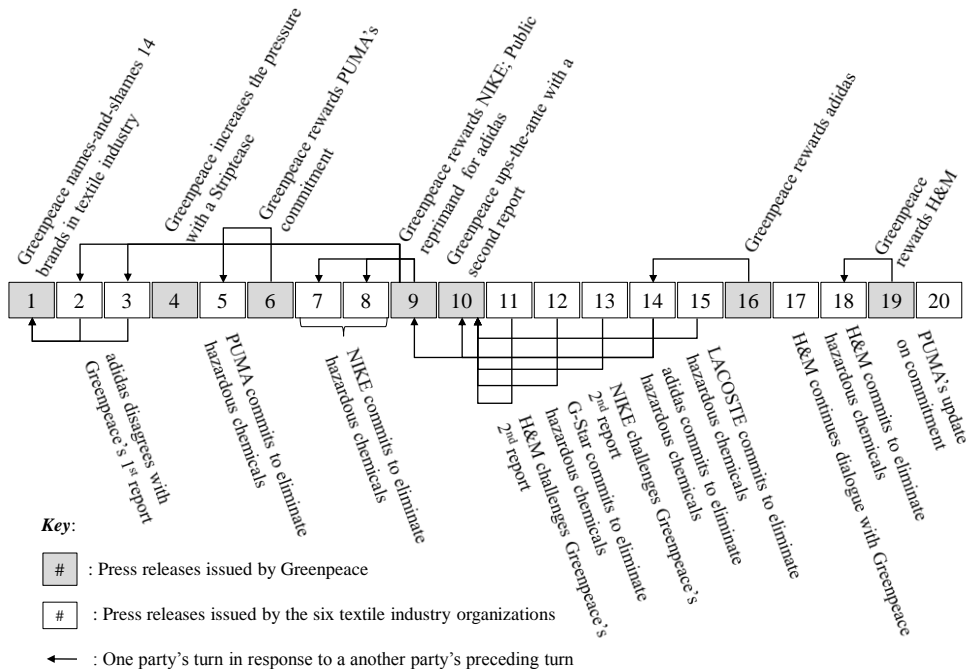 Greenpeace names-and-shames 14
brands in textile industry
Greenpeace increases the pressure
with a Striptease
Greenpeace rewards PUMA's
commitment
Greenpeace rewards NIKE; Public
reprimand for adidas
Greenpeace ups-the-ante with a
second report
Greenpeace rewards adidas
Greenpeace
rewards H&M
1 2 3 4 5 6 7 8 9 10 11 12 13 14 15 16 17 18 19 20
adidas disagrees with
Greenpeace's 1st report
PUMA commits to eliminate
hazardous chemicals
NIKE commits to eliminate
hazardous chemicals
H&M challenges Greenpeace's
2nd report
G-Star commits to eliminate
hazardous chemicals
NIKE challenges Greenpeace's
2nd report
adidas commits to eliminate
hazardous chemicals
LACOSTE commits to eliminate
hazardous chemicals
H&M continues dialogue with Greenpeace
H&M commits to eliminate
hazardous chemicals
PUMA's update
on commitment
Key:
# : Press releases issued by Greenpeace
# : Press releases issued by the six textile industry organizations
: One party's turn in response to a another party's preceding turn